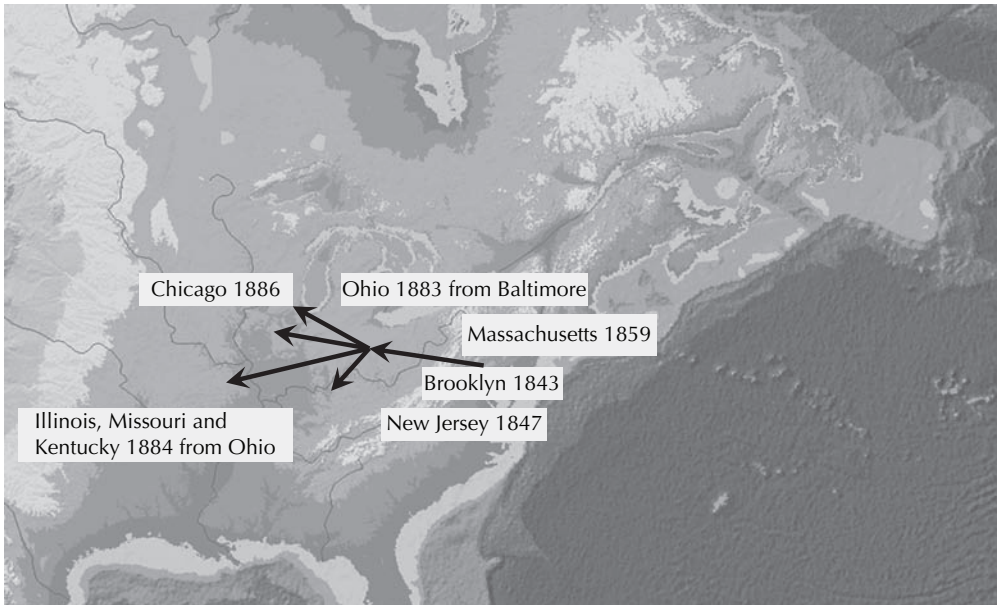 Chicago 1886
Ohio 1883 from Baltimore
Massachusetts 1859
Brooklyn 1843
Illinois, Missouri and
Kentucky 1884 from Ohio
New Jersey 1847